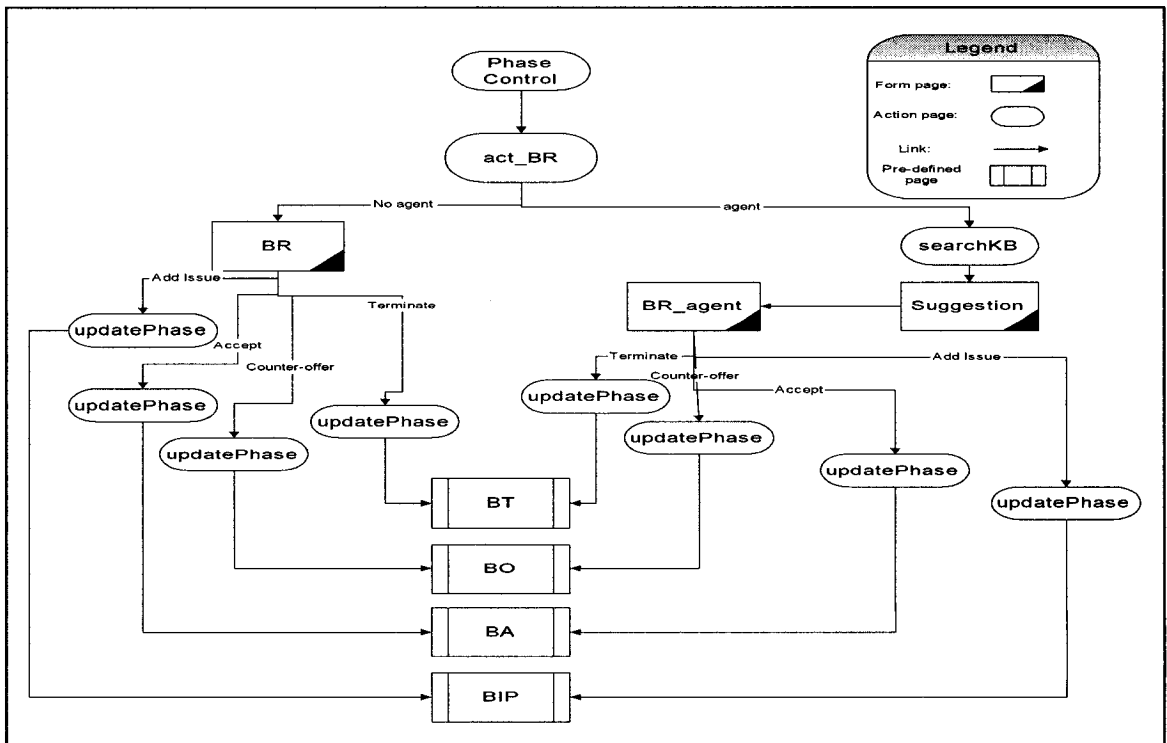 Phase
Control
Legend
Form page:
Action page:
Link:
Pre-defined
page
act_BR
No agent
agent
BR
searchKB
Add Issue
BR_agent
Suggestion
Terminate
updatePhase
Accept
Terminate
Add Issue
Counter-offer
Counter-offer
Accept
updatePhase
updatePhase
updatePhase
updatePhase
updatePhase
updatePhase
updatePhase
BT
BO
BA
BIP